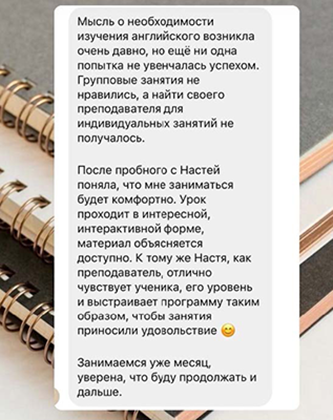 Мысль о необходимости
изучения английского возникла
очень давно, но ещё ни одна
попытка не увенчалась успехом.
Групповые занятия не
нравились, а найти своего
преподавателя для
индивидуальных занятий не
получалось.
После пробного с Настей
поняла, что мне заниматься
будет комфортно. Урок
проходит в интересной,
интерактивной форме,
материал объясняется
доступно. К тому же Настя, как
преподаватель, отлично
чувствует ученика, его уровень
и выстраивает программу таким
образом, чтобы занятия
приносили удовольствие 😊
Занимаемся уже месяц,
уверена, что буду продолжать и
дальше.